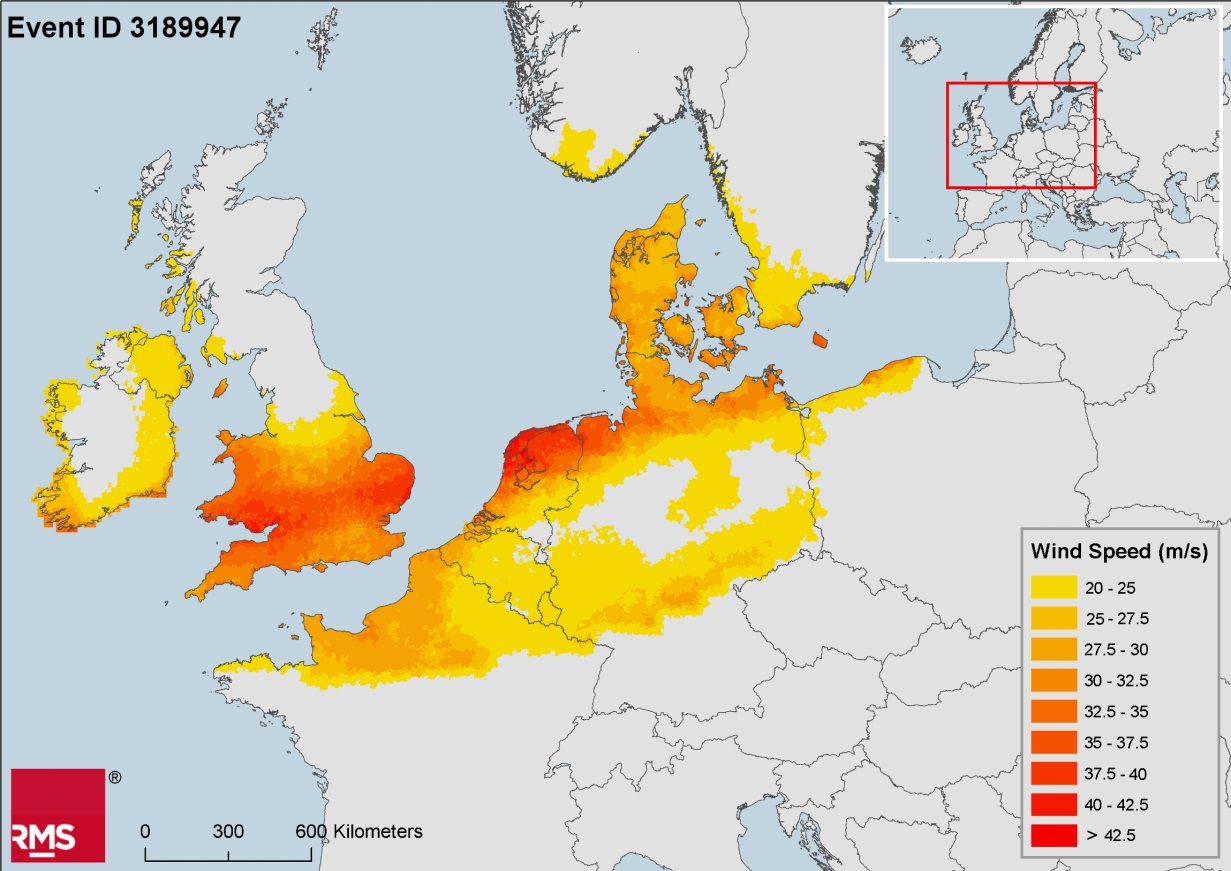 Event ID 3189947
Wind Speed (m/s)
20 - 25
25 - 27.5
27.5 - 30
30 - 32.5
32.5 - 35
35 - 37.5
37.5 - 40
40 - 42.5
> 42.5
RMS ®
0 300 600 Kilometers